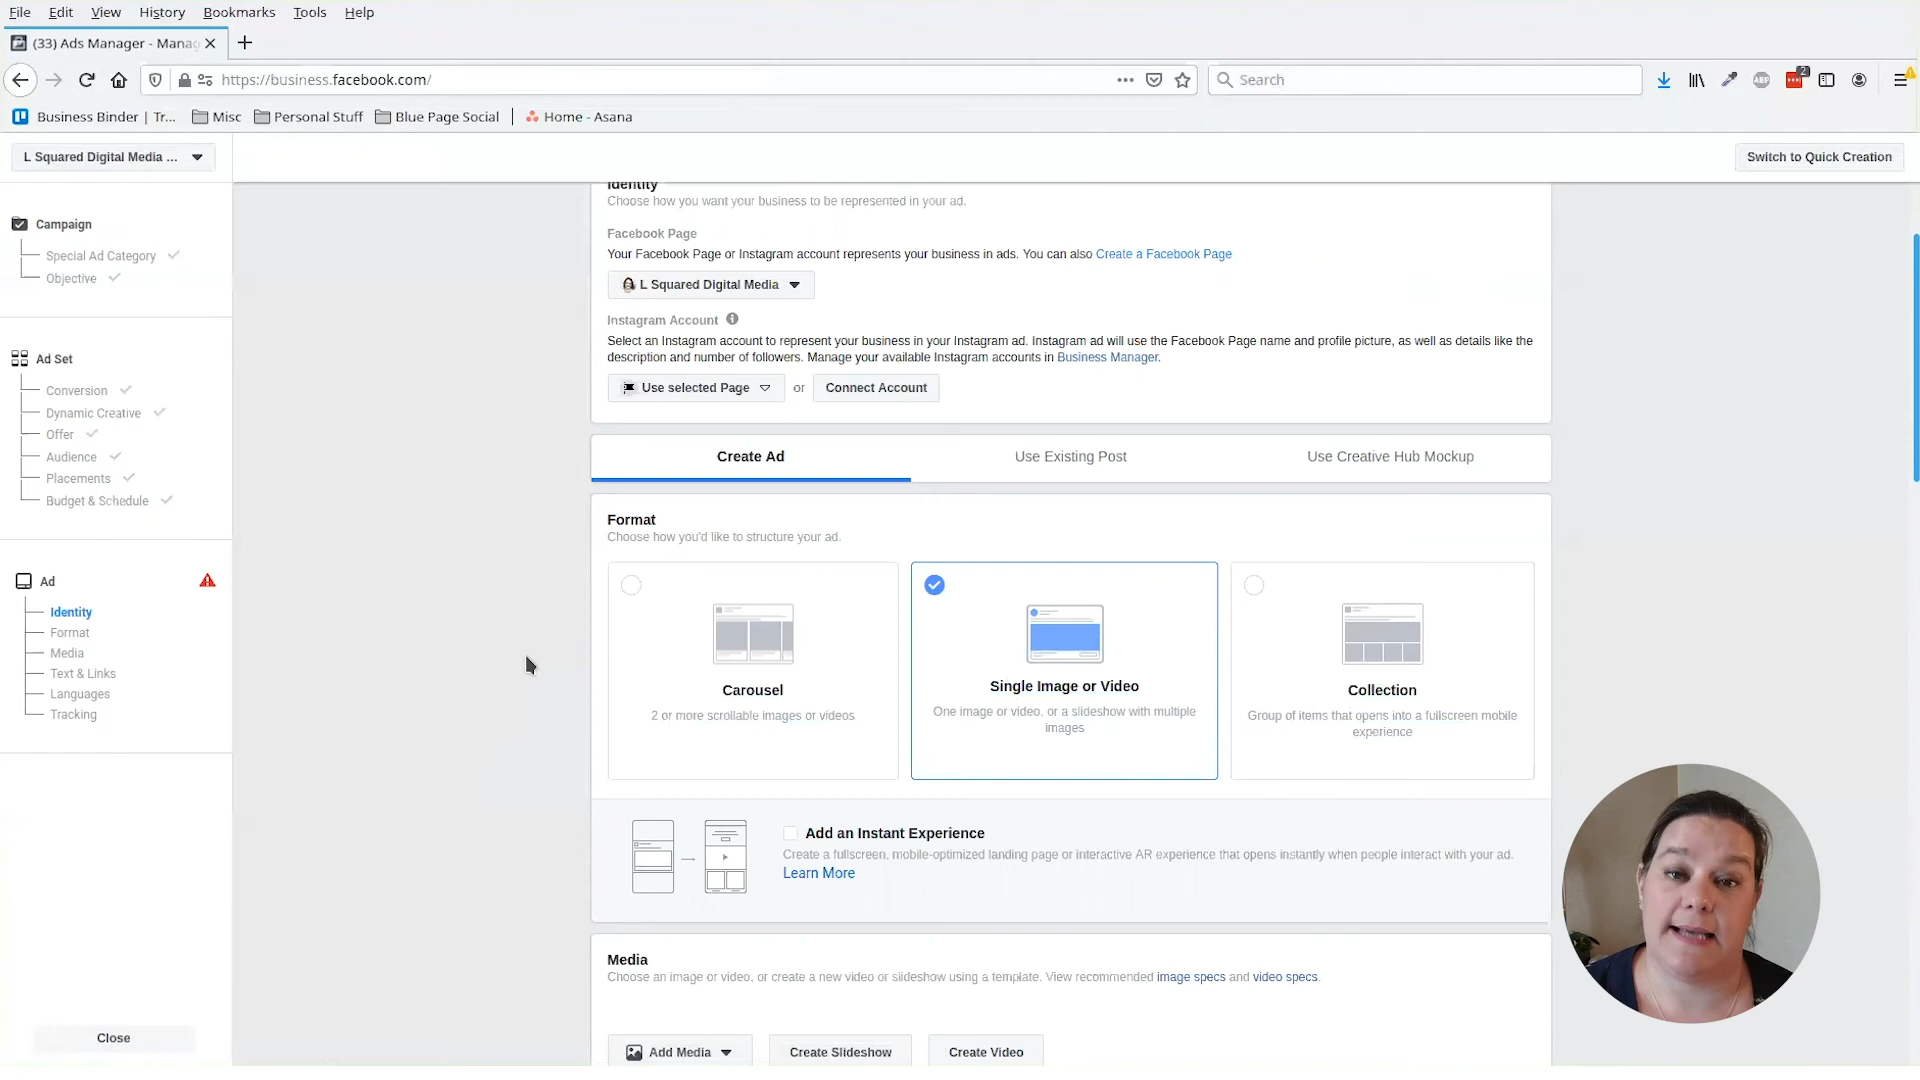 File Edit View History Bookmarks Tools Help
(33) Ads Manager - Manag
https://business.facebook.com/
Search
2
Business Binder | Tr... Misc Personal Stuff Blue Page Social Home - Asana
L Squared Digital Media ...
Switch to Quick Creation
Identity
Choose how you want your business to be represented in your ad.
Campaign
Special Ad Category
Objective
Facebook Page
Your Facebook Page or Instagram account represents your business in ads. You can also Create a Facebook Page
L Squared Digital Media
Instagram Account
Select an Instagram account to represent your business in your Instagram ad. Instagram ad will use the Facebook Page name and profile picture, as well as details like the
description and number of followers. Manage your available Instagram accounts in Business Manager.
Use selected Page or Connect Account
Ad Set
Conversion
Dynamic Creative
Offer
Audience
Placements
Budget & Schedule
Create Ad Use Existing Post Use Creative Hub Mockup
Format
Choose how you'd like to structure your ad.
Ad
Identity
Format
Media
Text & Links
Languages
Tracking
Carousel
2 or more scrollable images or videos
Single Image or Video
One image or video, or a slideshow with multiple
images
Collection
Group of items that opens into a fullscreen mobile
experience
Add an Instant Experience
Create a fullscreen, mobile-optimized landing page or interactive AR experience that opens instantly when people interact with your ad.
Learn More
Media
Choose an image or video, or create a new video or slideshow using a template. View recommended image specs and video specs.
Add Media Create Slideshow Create Video
Close